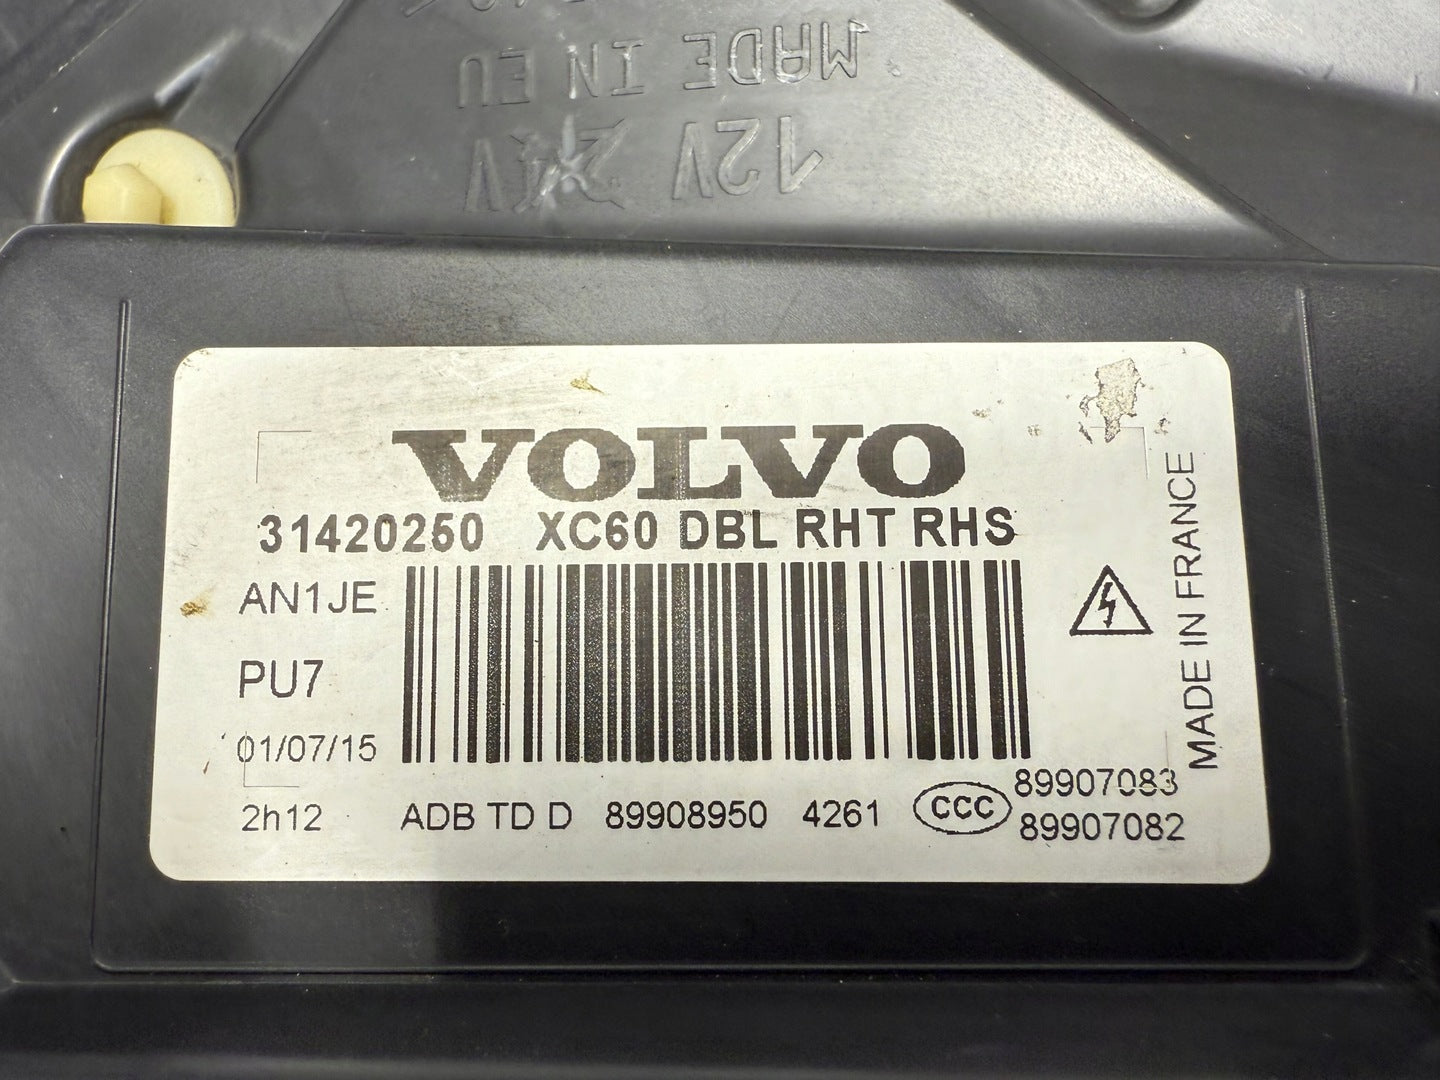 MADE IN EU
12V 24V
VOLVO
31420250 XC60 DBL RHT RHS
AN1JE
PU7
01/07/15
2h12 ADB TD D 89908950 4261 CCC 89907083
89907082
MADE IN FRANCE